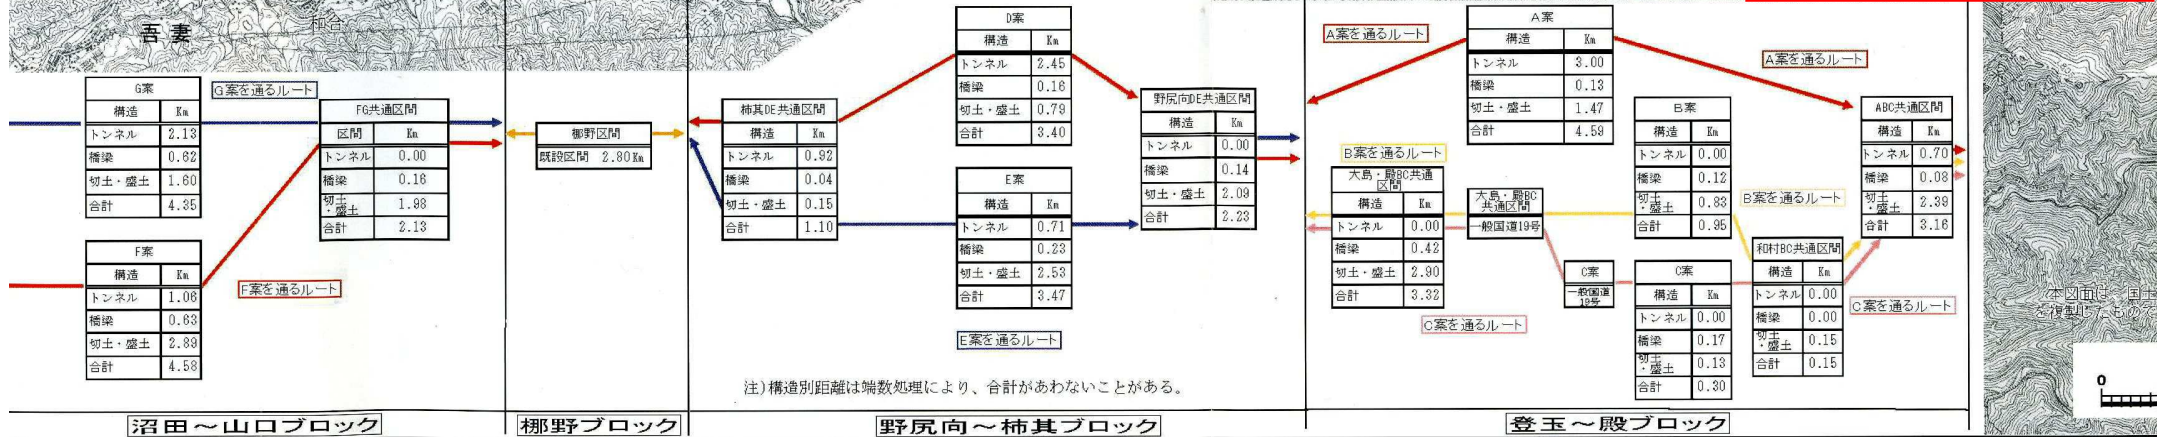 吾妻
和合
G案
構造 Km
トンネル 2.13
橋梁 0.62
切土・盛土 1.60
合計 4.35
G案を通るルート
F案
構造 Km
トンネル 1.06
橋梁 0.63
切土・盛土 2.89
合計 4.58
F案を通るルート
FG共通区間
区間 Km
トンネル 0.00
橋梁 0.16
切土・盛土 1.98
合計 2.13
沼田～山口ブロック
梛野区間
既設区間 2.80Km
梛野ブロック
柿其DE共通区間
構造 Km
トンネル 0.92
橋梁 0.04
切土・盛土 0.15
合計 1.10
D案
構造 Km
トンネル 2.45
橋梁 0.16
切土・盛土 0.79
合計 3.40
E案
構造 Km
トンネル 0.71
橋梁 0.23
切土・盛土 2.53
合計 3.47
E案を通るルート
野尻向DE共通区間
構造 Km
トンネル 0.00
橋梁 0.14
切土・盛土 2.09
合計 2.23
注)構造別距離は端数処理により、合計があわないことがある。
野尻向～柿其ブロック
A案を通るルート
A案
構造 Km
トンネル 3.00
橋梁 0.13
切土・盛土 1.47
合計 4.59
A案を通るルート
B案を通るルート
大島・殿BC共通区間
構造 Km
トンネル 0.00
橋梁 0.42
切土・盛土 2.90
合計 3.32
大島・殿BC共通区間
一般国道19号
C案を通るルート
C案
一般国道19号
B案
構造 Km
トンネル 0.00
橋梁 0.12
切土・盛土 0.83
合計 0.95
B案を通るルート
C案
構造 Km
トンネル 0.00
橋梁 0.17
切土・盛土 0.13
合計 0.30
和村BC共通区間
構造 Km
トンネル 0.00
橋梁 0.00
切土・盛土 0.15
合計 0.15
C案を通るルート
ABC共通区間
構造 Km
トンネル 0.70
橋梁 0.08
切土・盛土 2.39
合計 3.16
登玉～殿ブロック
本図面は、国土
を複製したもので
0